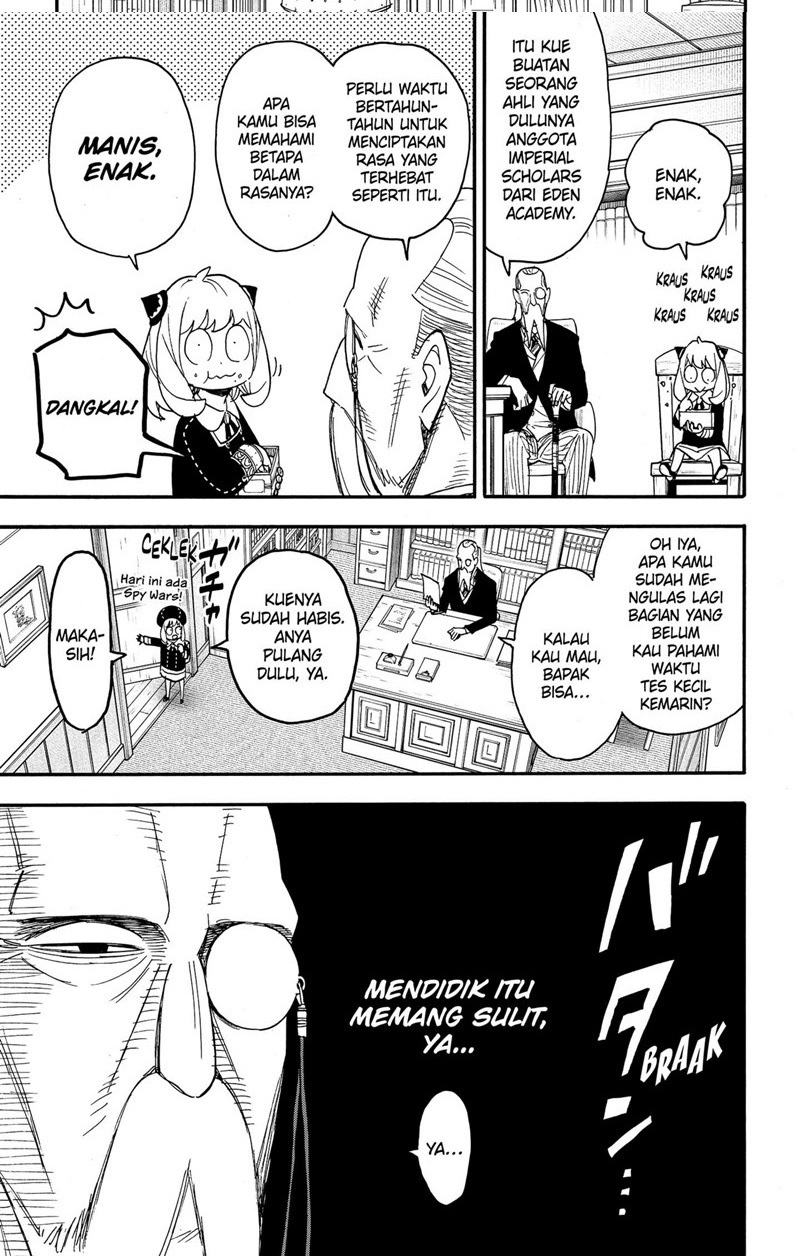 ENAK,
ENAK.
KRAUS
KRAUS
KRAUS
KRAUS
KRAUS
ITU KUE
BUATAN
SEORANG
AHLI YANG
DULUNYA
ANGGOTA
IMPERIAL
SCHOLARS
DARI EDEN
ACADEMY.
PERLU WAKTU
BERTAHUN-
TAHUN UNTUK
MENCIPTAKAN
RASA YANG
TERHEBAT
SEPERTI ITU.
APA
KAMU BISA
MEMAHAMI
BETAPA
DALAM
RASANYA?
MANIS,
ENAK.
DANGKAL!
OH IYA,
APA KAMU
SUDAH ME-
NGULAS LAGI
BAGIAN YANG
BELUM
KAU PAHAMI
WAKTU
TES KECIL
KEMARIN?
KALAU
KAU MAU,
BAPAK
BISA...
KUENYA
SUDAH HABIS.
ANYA
PULANG
DULU, YA.
ガチャ
CEKLEK
Hari ini ada
Spy Wars!
MAKA-
SIH!
バタン
BRAAK
MENDIDIK ITU
MEMANG SULIT,
YA...
YA...